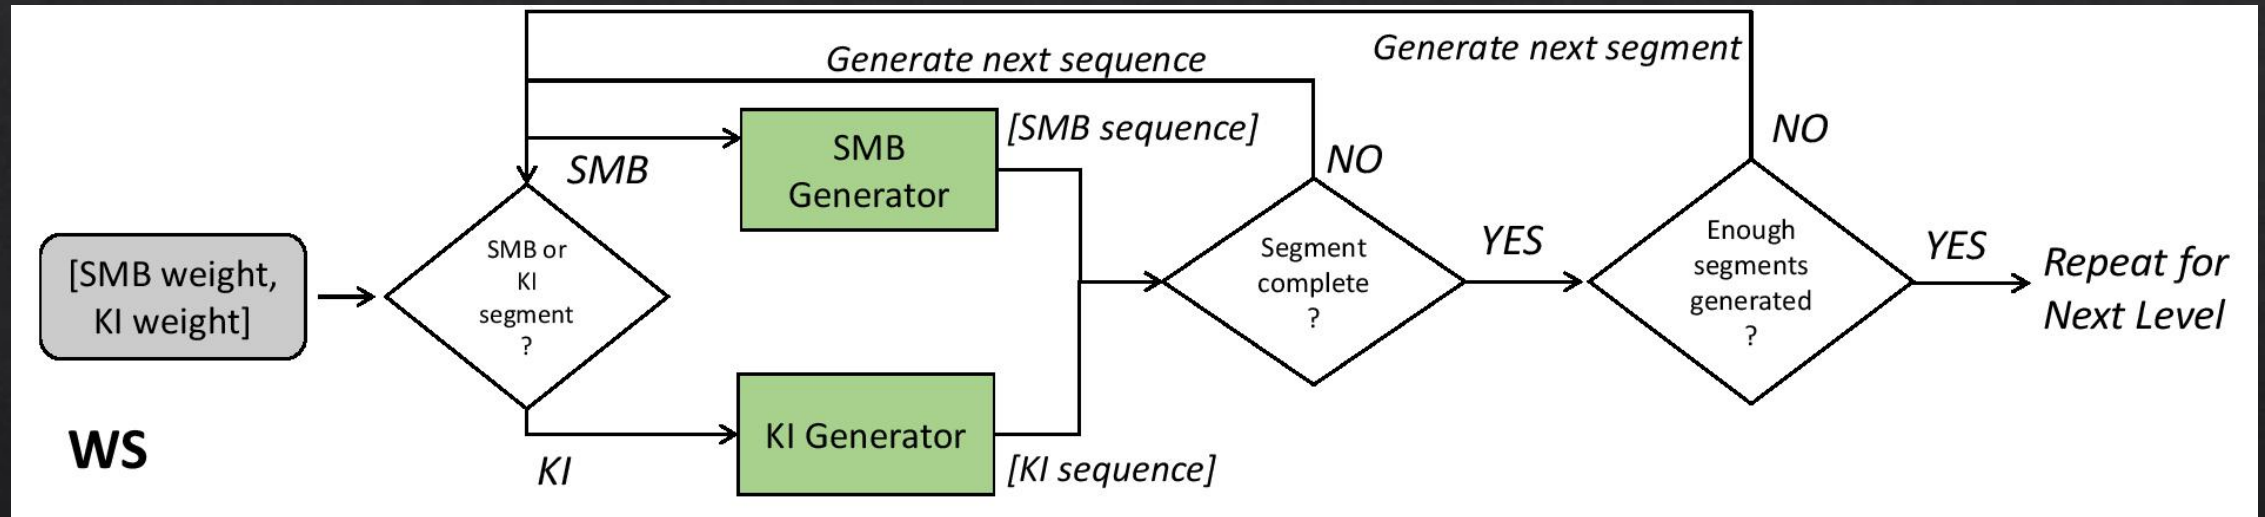 Generate next segment
Generate next sequence
[SMB sequence]
NO
SMB
SMB
Generator
NO
[SMB weight,
KI weight]
SMB or
KI
segment
?
Segment
complete
?
YES
Enough
segments
generated
?
YES
Repeat for
Next Level
WS
KI
KI Generator
[KI sequence]